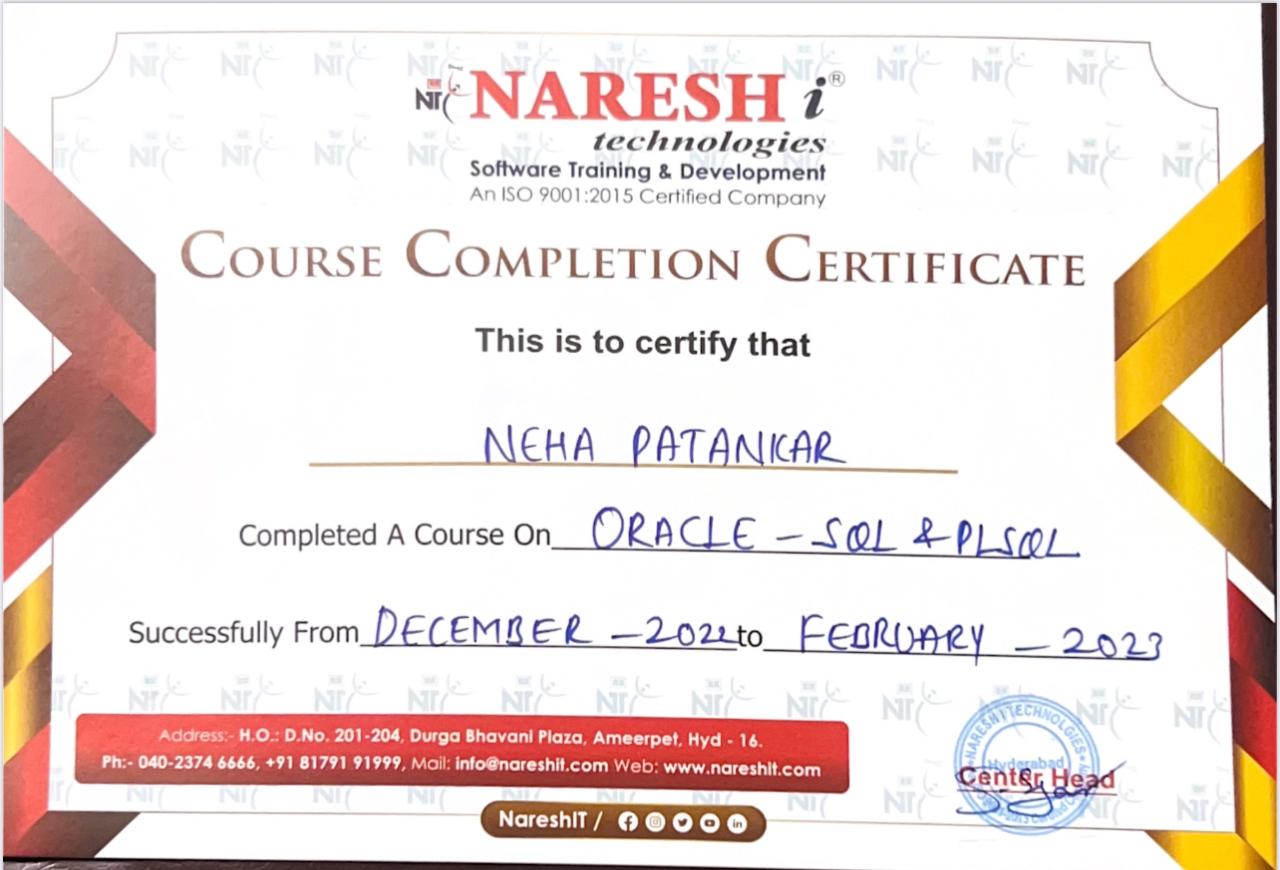 NT NARESH i ®
technologies
Software Training & Development
An ISO 9001:2015 Certified Company
COURSE COMPLETION CERTIFICATE
This is to certify that
NEHA PATANKAR
Completed A Course On ORACLE - SQL & PLSQL
Successfully From DECEMBER - 2022 to FEBRUARY - 2023
Address:- H.O.: D.No. 201-204, Durga Bhavani Plaza, Ameerpet, Hyd - 16.
Ph:- 040-2374 6666, +91 81791 91999, Mail: info@nareshit.com Web: www.nareshit.com
NARESH I TECHNOLOGIES
Hyderabad
Center Head
NareshIT /